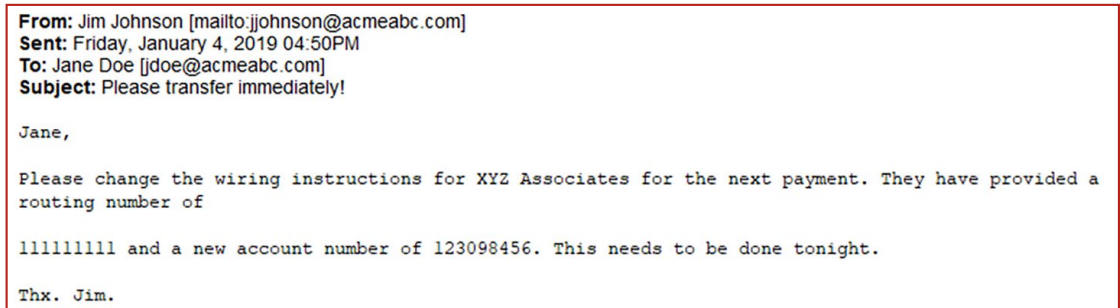 From: Jim Johnson [mailto:jjohnson@acmeabc.com]
Sent: Friday, January 4, 2019 04:50PM
To: Jane Doe [jdoe@acmeabc.com]
Subject: Please transfer immediately!
Jane,
Please change the wiring instructions for XYZ Associates for the next payment. They have provided a
routing number of
111111111 and a new account number of 123098456. This needs to be done tonight.
Thx. Jim.